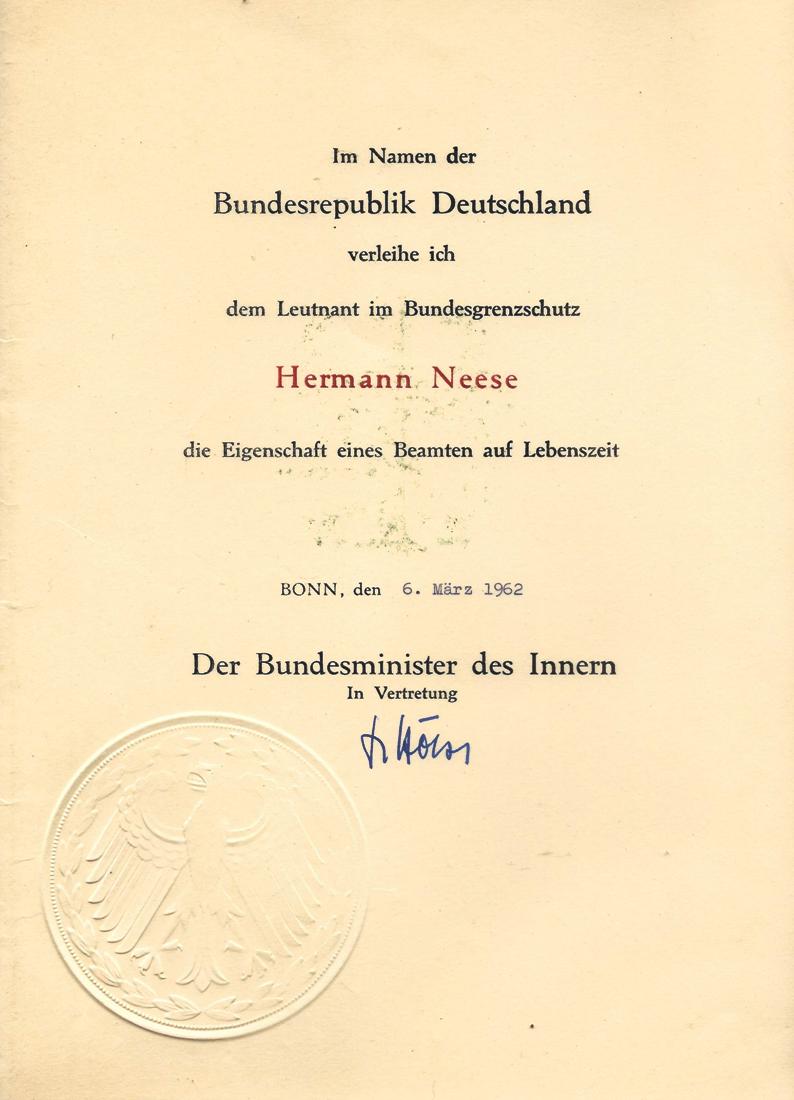 Im Namen der
Bundesrepublik Deutschland
verleihe ich
dem Leutnant im Bundesgrenzschutz
Hermann Neese
die Eigenschaft eines Beamten auf Lebenszeit
BONN, den 6. März 1962
Der Bundesminister des Innern
In Vertretung